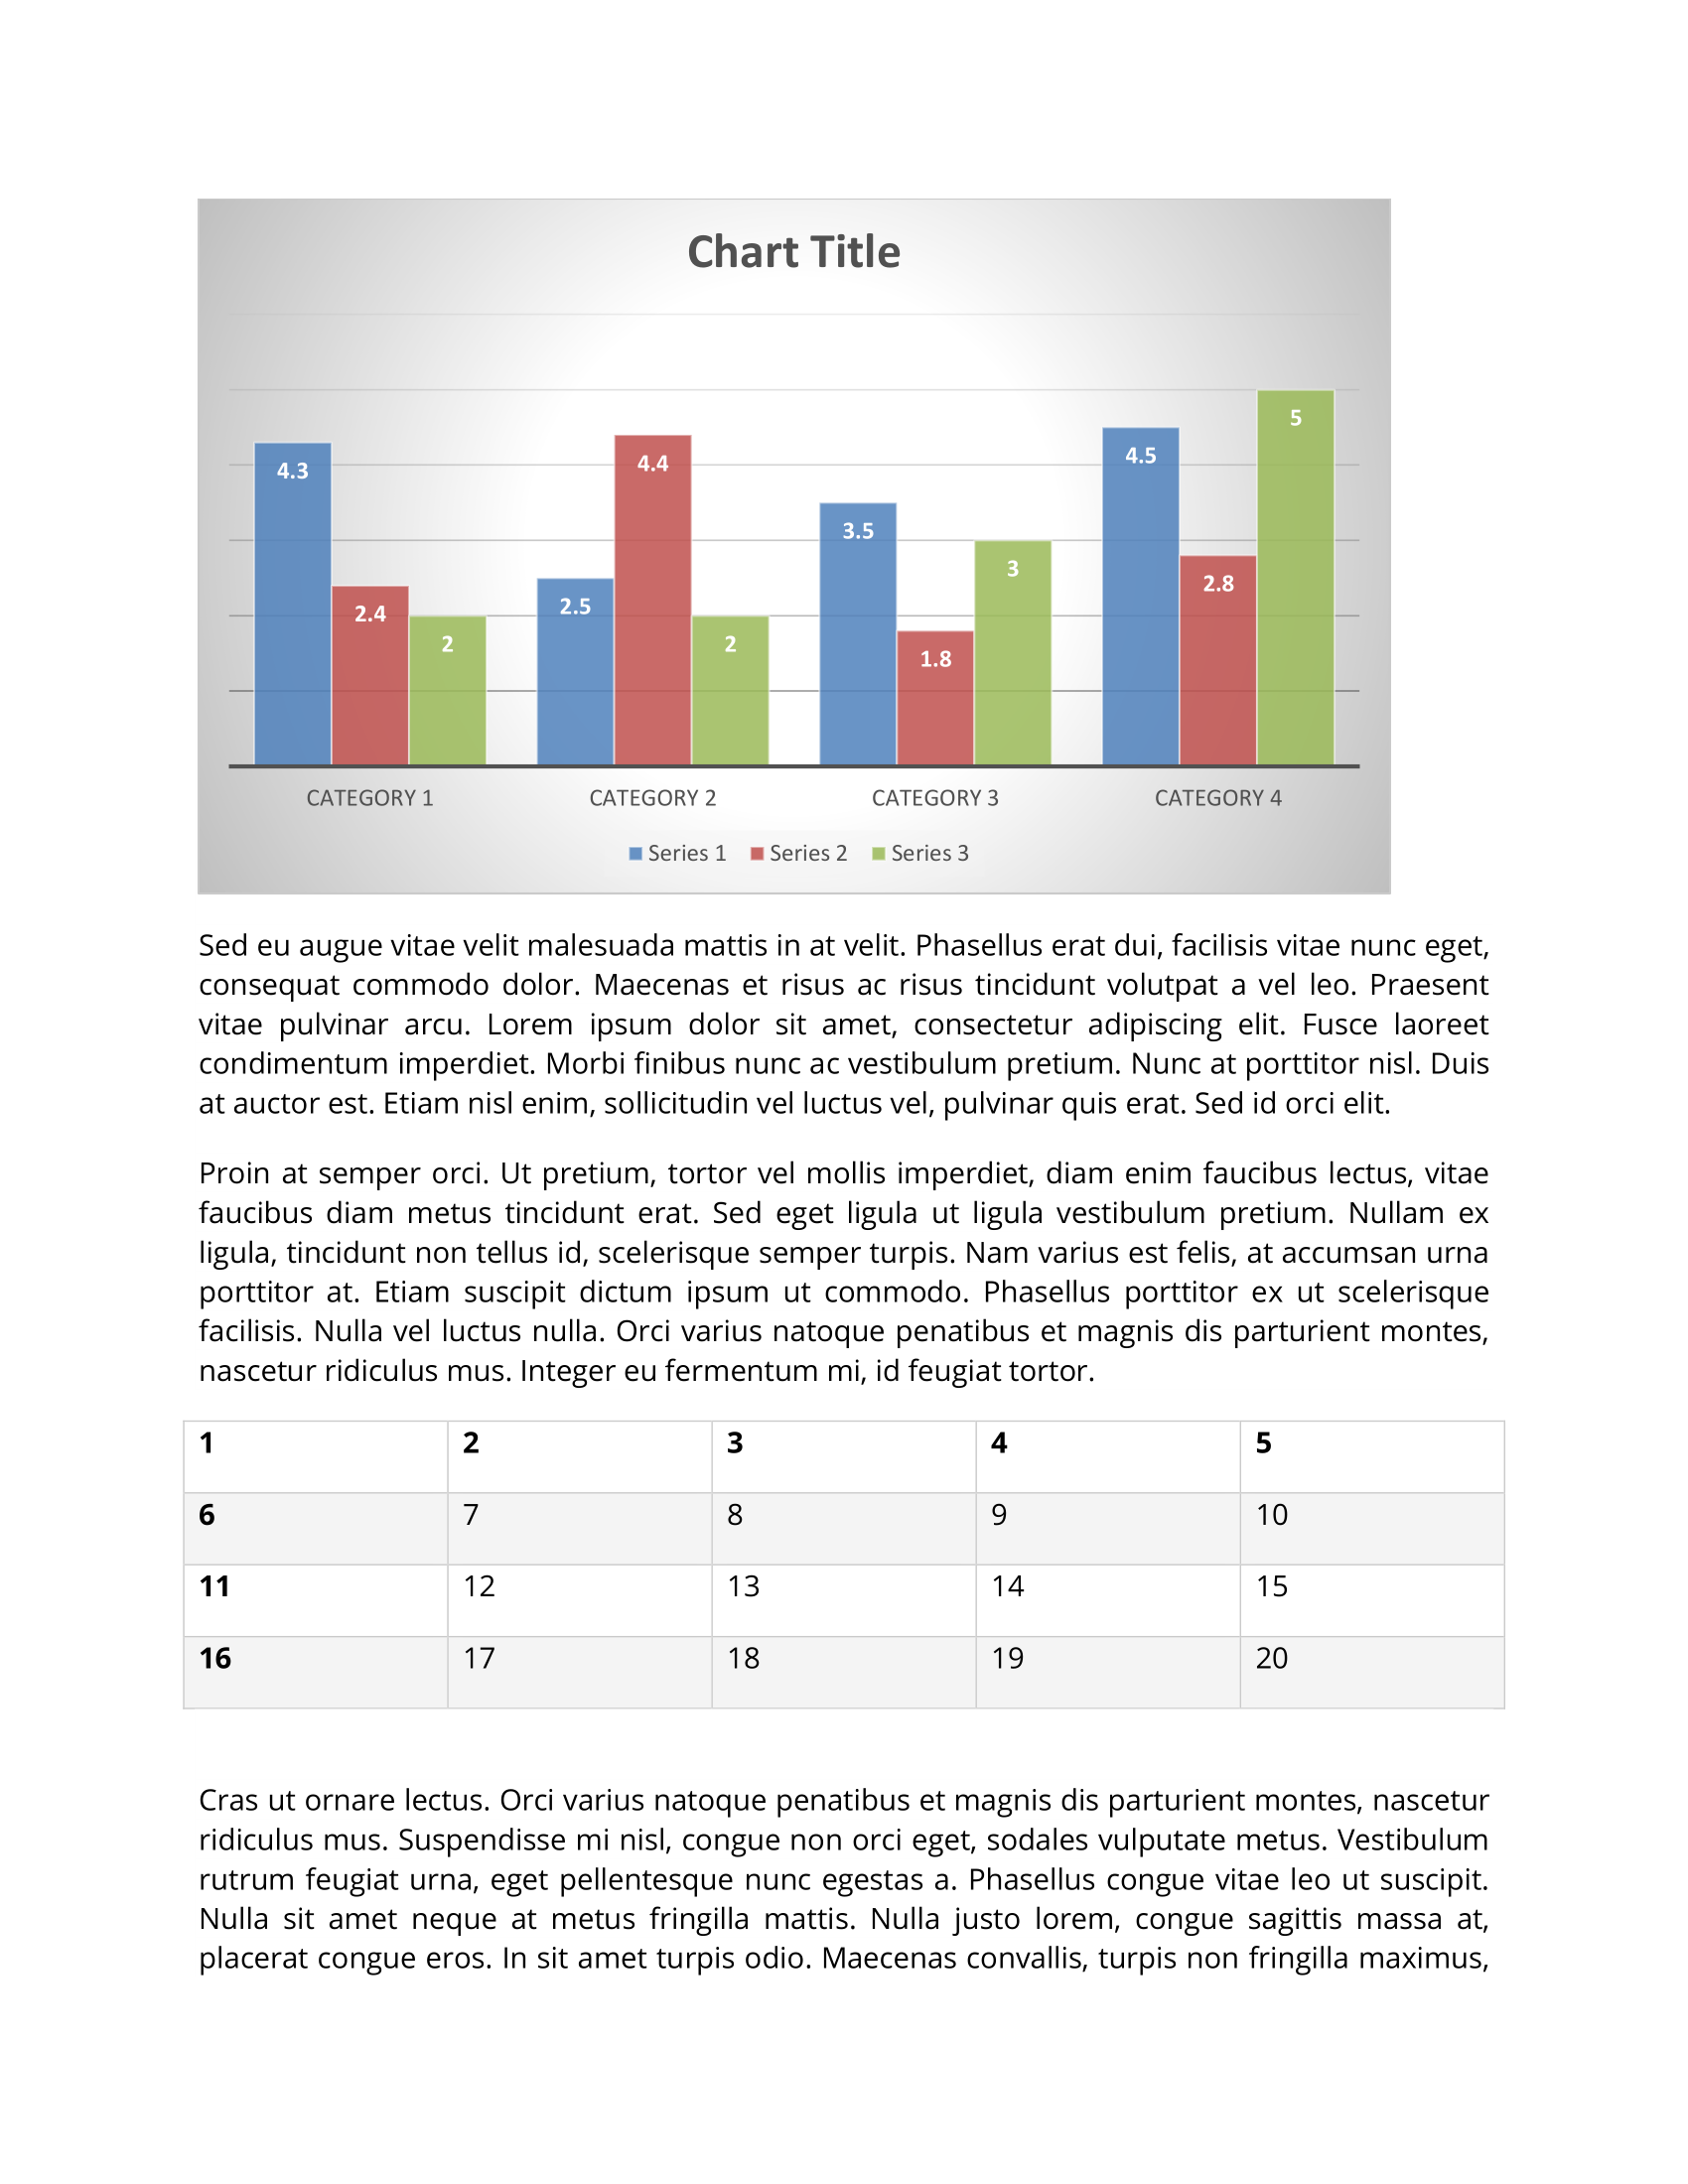 Chart Title
4.3
2.4
2
2.5
4.4
2
3.5
1.8
3
4.5
2.8
5
CATEGORY 1 CATEGORY 2 CATEGORY 3 CATEGORY 4
Series 1 Series 2 Series 3
Sed eu augue vitae velit malesuada mattis in at velit. Phasellus erat dui, facilisis vitae nunc eget,
consequat commodo dolor. Maecenas et risus ac risus tincidunt volutpat a vel leo. Praesent
vitae pulvinar arcu. Lorem ipsum dolor sit amet, consectetur adipiscing elit. Fusce laoreet
condimentum imperdiet. Morbi finibus nunc ac vestibulum pretium. Nunc at porttitor nisl. Duis
at auctor est. Etiam nisl enim, sollicitudin vel luctus vel, pulvinar quis erat. Sed id orci elit.
Proin at semper orci. Ut pretium, tortor vel mollis imperdiet, diam enim faucibus lectus, vitae
faucibus diam metus tincidunt erat. Sed eget ligula ut ligula vestibulum pretium. Nullam ex
ligula, tincidunt non tellus id, scelerisque semper turpis. Nam varius est felis, at accumsan urna
porttitor at. Etiam suscipit dictum ipsum ut commodo. Phasellus porttitor ex ut scelerisque
facilisis. Nulla vel luctus nulla. Orci varius natoque penatibus et magnis dis parturient montes,
nascetur ridiculus mus. Integer eu fermentum mi, id feugiat tortor.
1 2 3 4 5
6 7 8 9 10
11 12 13 14 15
16 17 18 19 20
Cras ut ornare lectus. Orci varius natoque penatibus et magnis dis parturient montes, nascetur
ridiculus mus. Suspendisse mi nisl, congue non orci eget, sodales vulputate metus. Vestibulum
rutrum feugiat urna, eget pellentesque nunc egestas a. Phasellus congue vitae leo ut suscipit.
Nulla sit amet neque at metus fringilla mattis. Nulla justo lorem, congue sagittis massa at,
placerat congue eros. In sit amet turpis odio. Maecenas convallis, turpis non fringilla maximus,